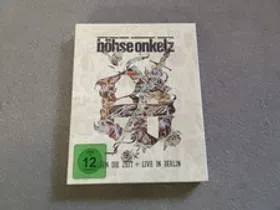 böhse onkelz
DIE ZEIT + LIVE IN BERLIN
12